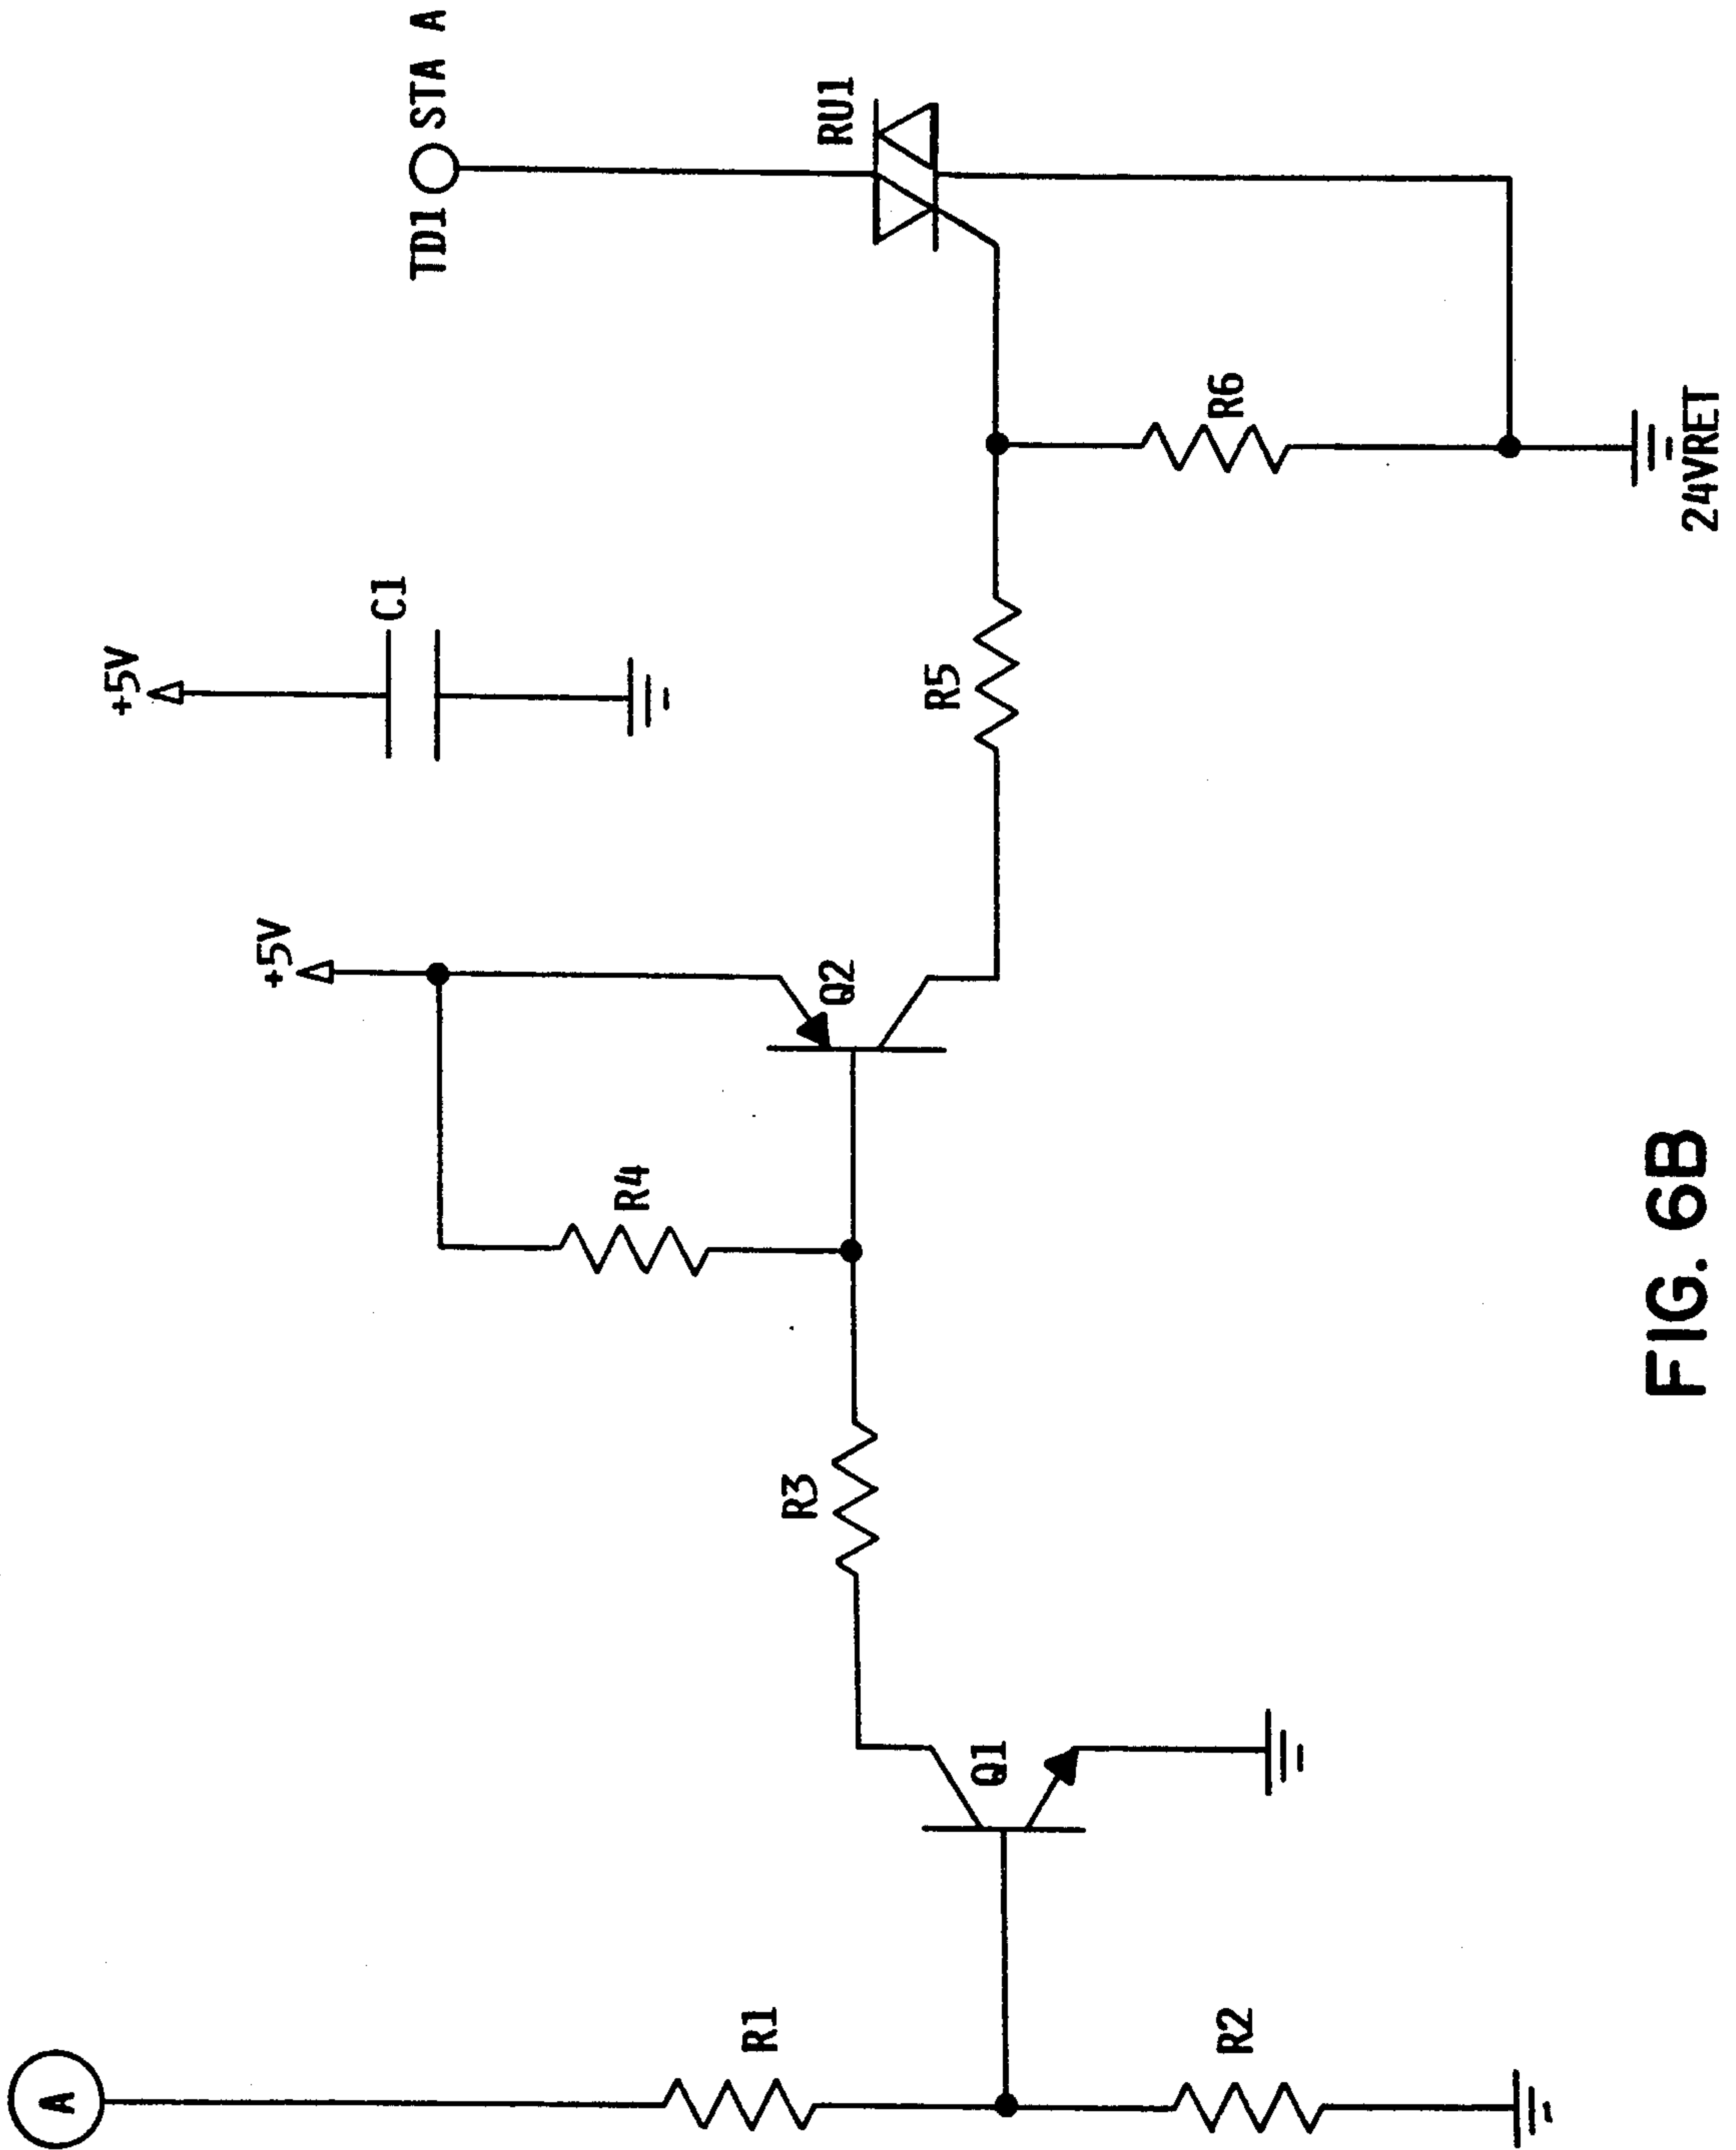 A
R1
R2
Q1
R3
R4
+5V
Q2
+5V
C1
R5
R6
24VRET
TD1 STA A
RU1
FIG. 6B